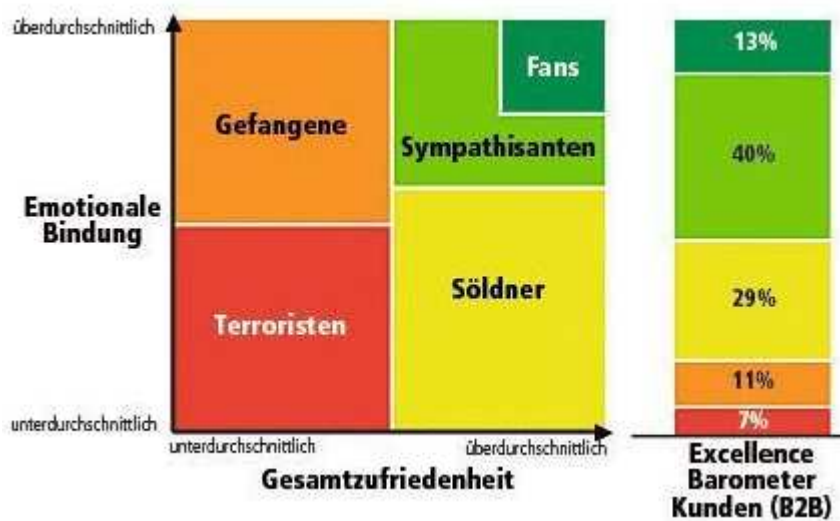 überdurchschnittlich
Fans
Gefangene
Sympathisanten
Emotionale
Bindung
Söldner
Terroristen
unterdurchschnittlich
unterdurchschnittlich
überdurchschnittlich
Gesamtzufriedenheit
13%
40%
29%
11%
7%
Excellence
Barometer
Kunden (B2B)